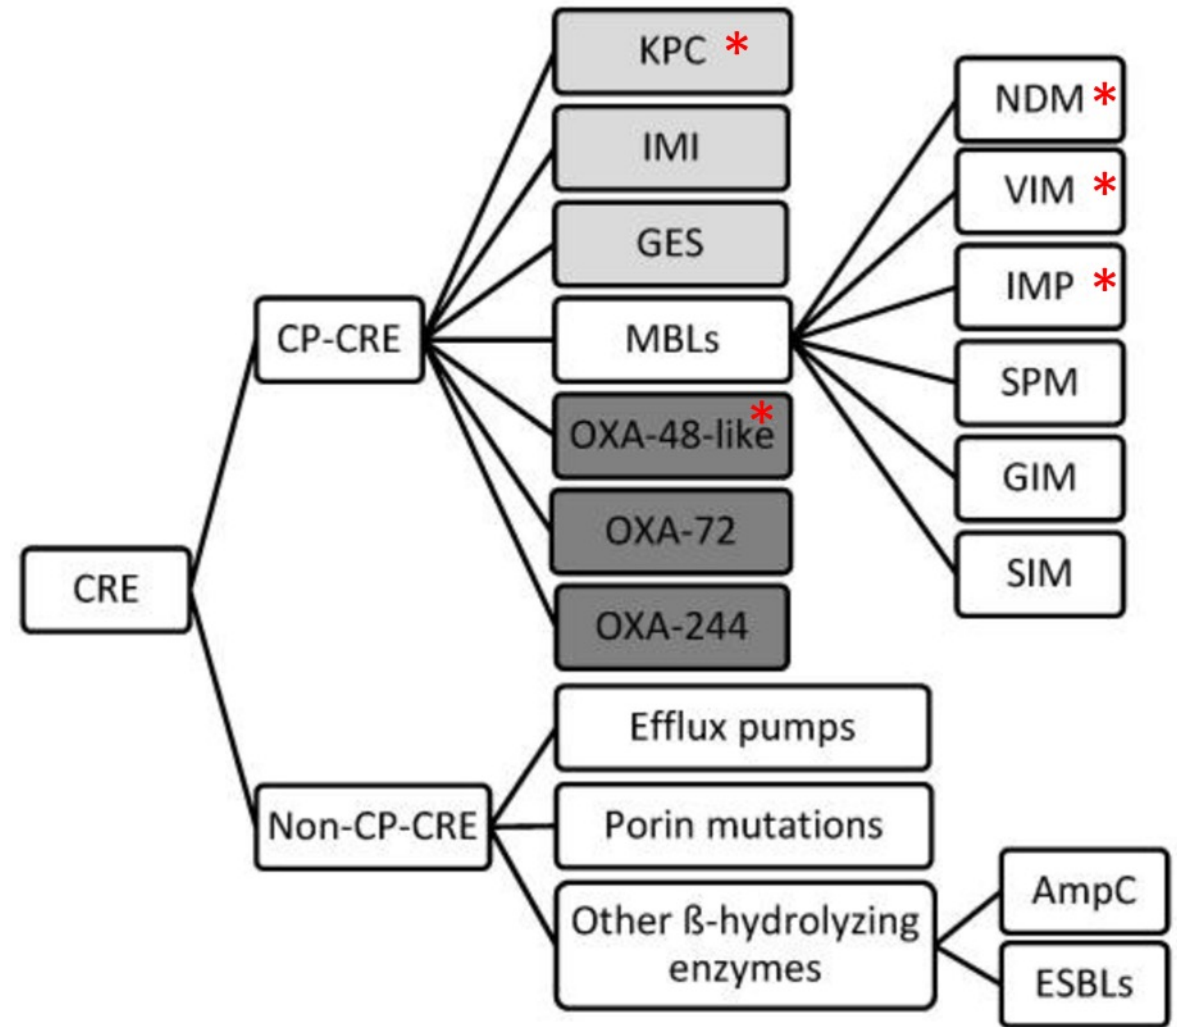 KPC *
IMI
GES
MBLs
OXA-48-like *
OXA-72
OXA-244
NDM *
VIM *
IMP *
SPM
GIM
SIM
CP-CRE
CRE
Non-CP-CRE
Efflux pumps
Porin mutations
Other ß-hydrolyzing
enzymes
AmpC
ESBLs